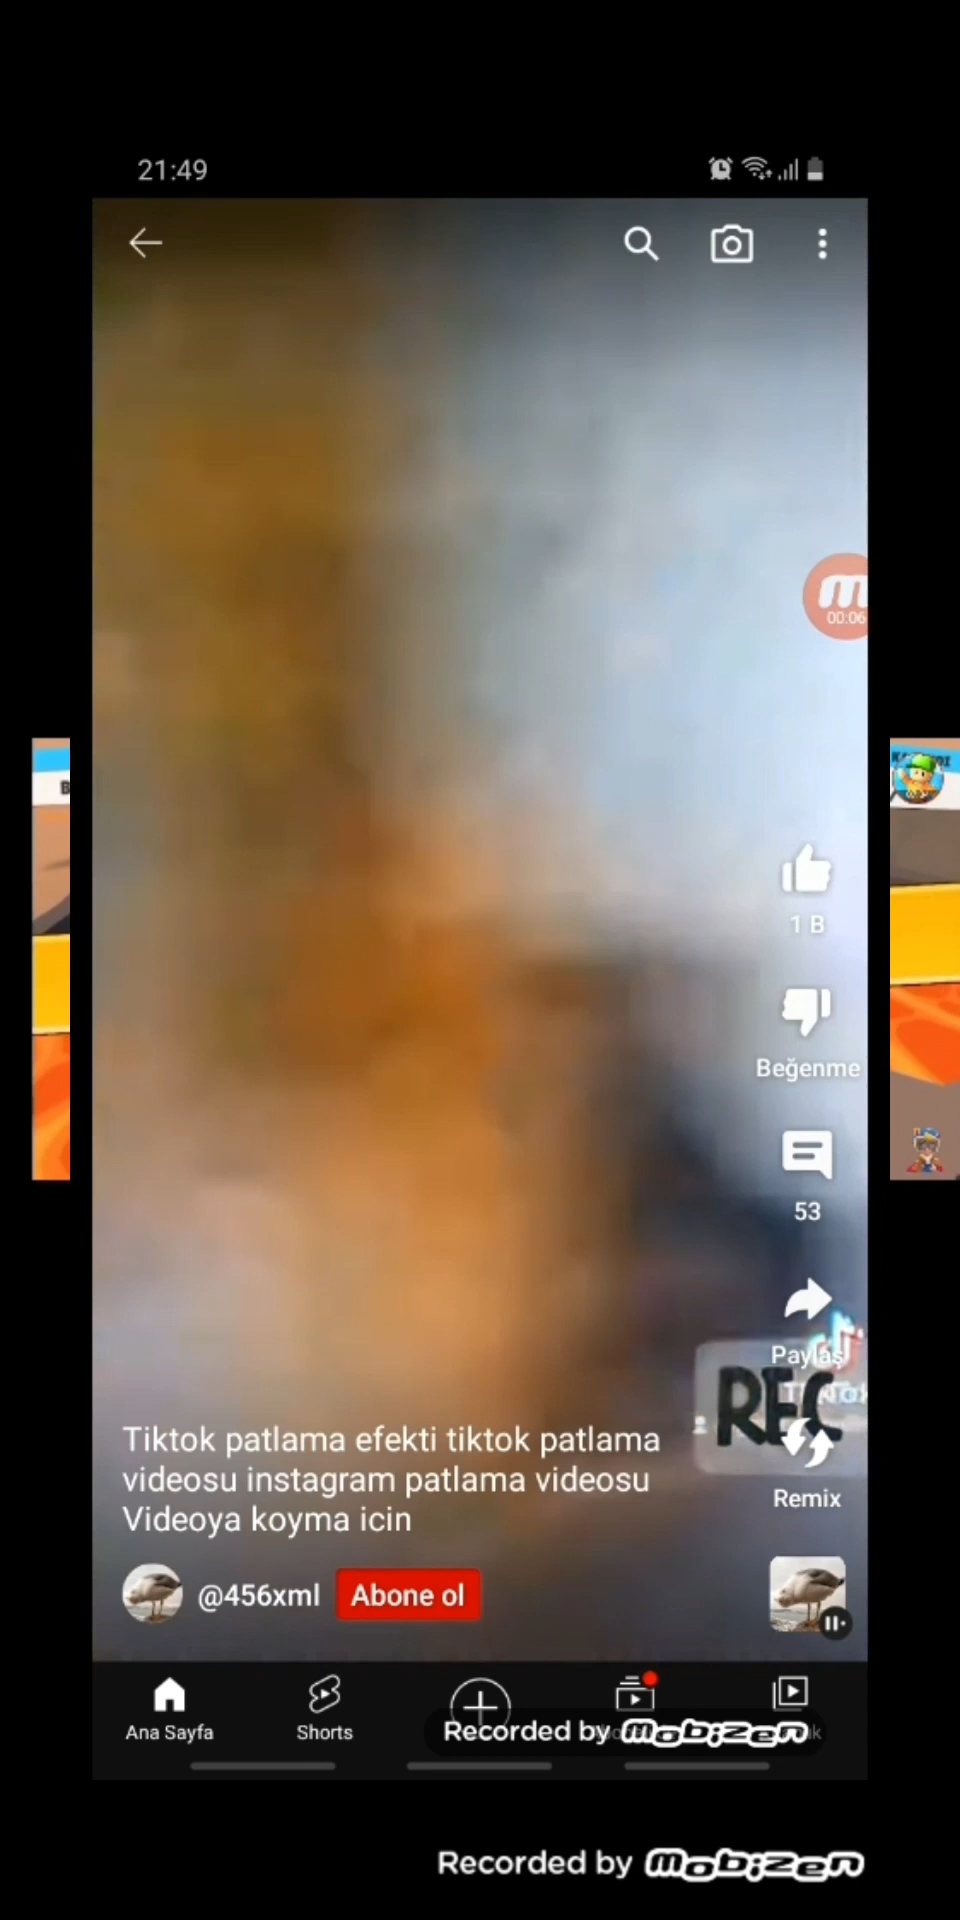 21:49
00:06
B
1 B
Beğenme
53
Paylaş
TikTok
REC
Remix
Tiktok patlama efekti tiktok patlama
videosu instagram patlama videosu
Videoya koyma icin
@456xml
Abone ol
Ana Sayfa
Shorts
Recorded by mobizen
Recorded by mobizen